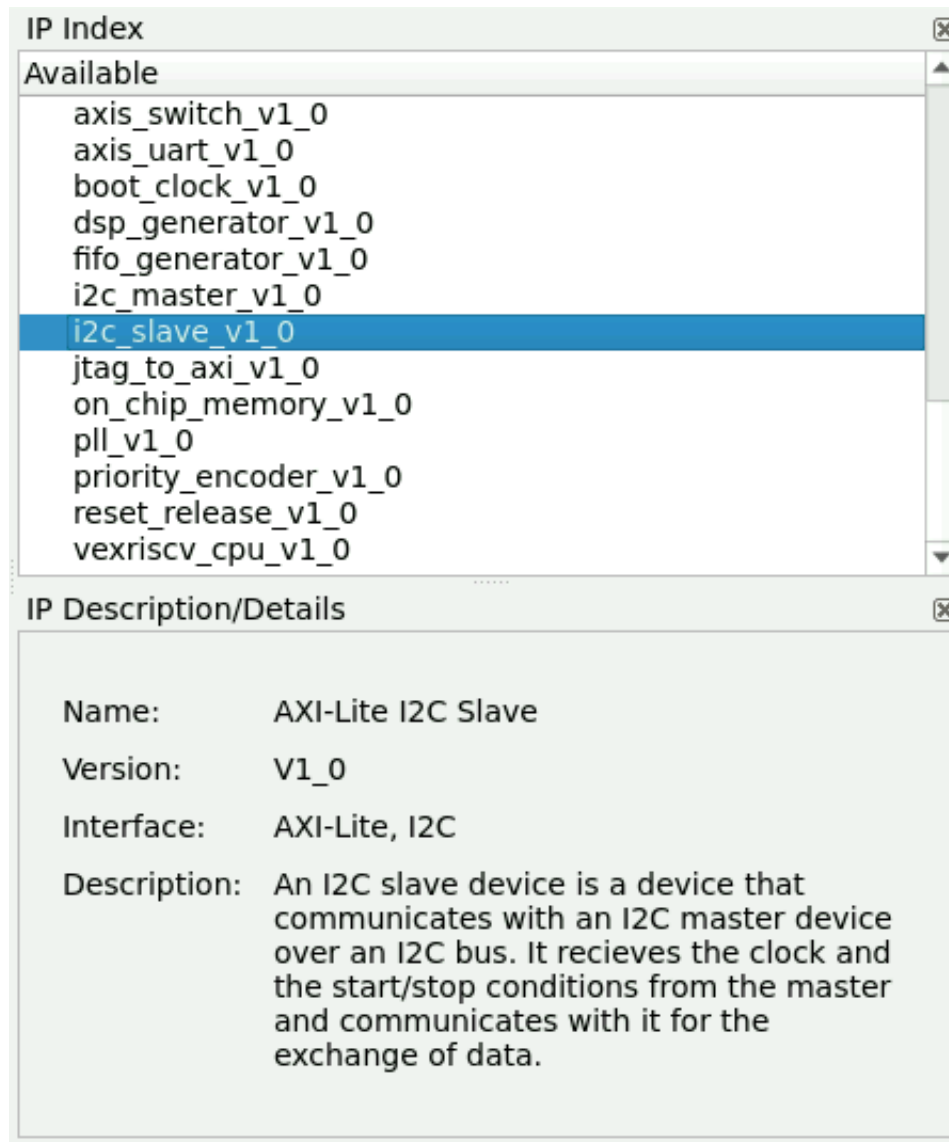 IP Index
Available
axis_switch_v1_0
axis_uart_v1_0
boot_clock_v1_0
dsp_generator_v1_0
fifo_generator_v1_0
i2c_master_v1_0
i2c_slave_v1_0
jtag_to_axi_v1_0
on_chip_memory_v1_0
pll_v1_0
priority_encoder_v1_0
reset_release_v1_0
vexriscv_cpu_v1_0
IP Description/Details
Name: AXI-Lite I2C Slave
Version: V1_0
Interface: AXI-Lite, I2C
Description: An I2C slave device is a device that
communicates with an I2C master device
over an I2C bus. It recieves the clock and
the start/stop conditions from the master
and communicates with it for the
exchange of data.